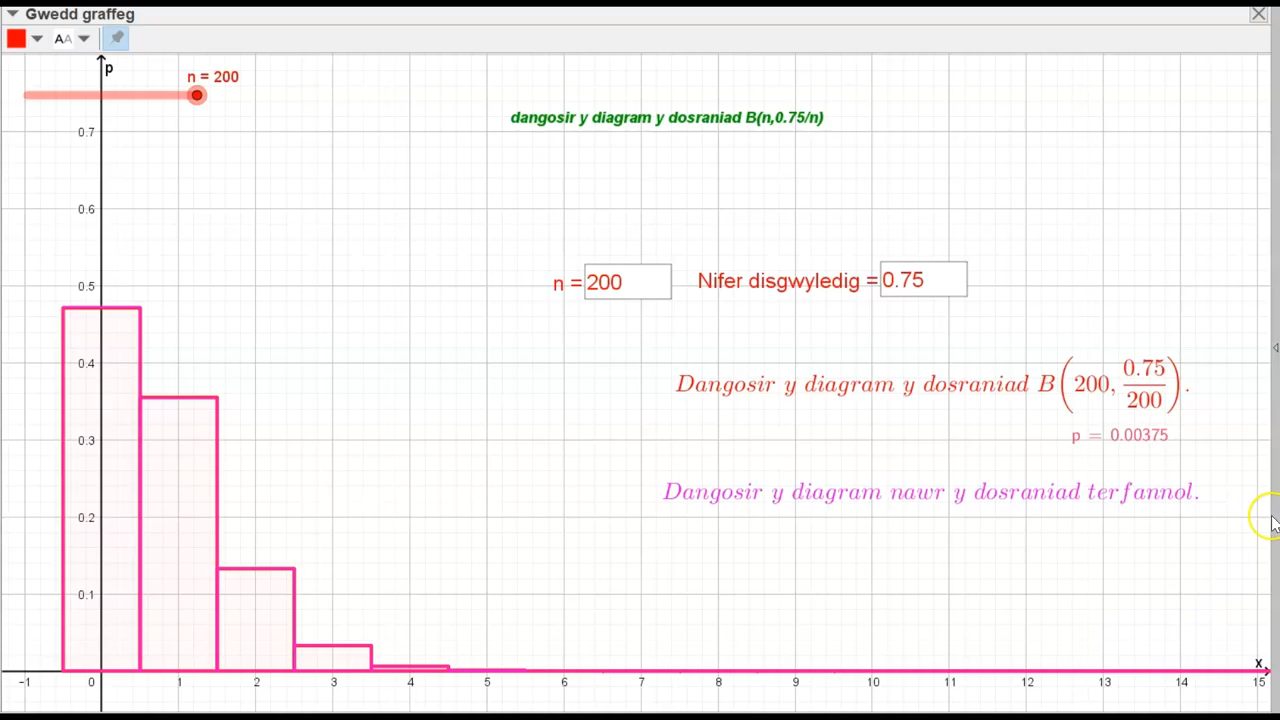 Gwedd graffeg
AA
p
n = 200
dangosir y diagram y dosraniad B(n,0.75/n)
0.7
0.6
n = 200 Nifer disgwyledig = 0.75
0.5
0.4
Dangosir y diagram y dosraniad B(200, 0.75/200).
p = 0.00375
0.3
Dangosir y diagram nawr y dosraniad terfannol.
0.2
0.1
x
-1 0 1 2 3 4 5 6 7 8 9 10 11 12 13 14 15